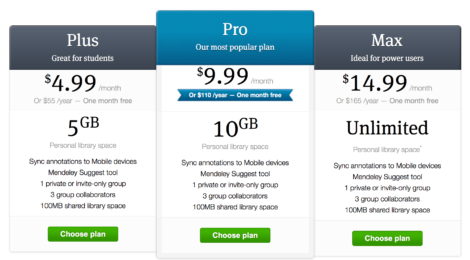 Plus
Great for students
$4.99 /month
Or $55 /year — One month free
5GB
Personal library space
Sync annotations to Mobile devices
Mendeley Suggest tool
1 private or invite-only group
3 group collaborators
100MB shared library space
Choose plan
Pro
Our most popular plan
$9.99 /month
Or $110 /year — One month free
10GB
Personal library space
Sync annotations to Mobile devices
Mendeley Suggest tool
1 private or invite-only group
3 group collaborators
100MB shared library space
Choose plan
Max
Ideal for power users
$14.99 /month
Or $165 /year — One month free
Unlimited
Personal library space*
Sync annotations to Mobile devices
Mendeley Suggest tool
1 private or invite-only group
3 group collaborators
100MB shared library space
Choose plan